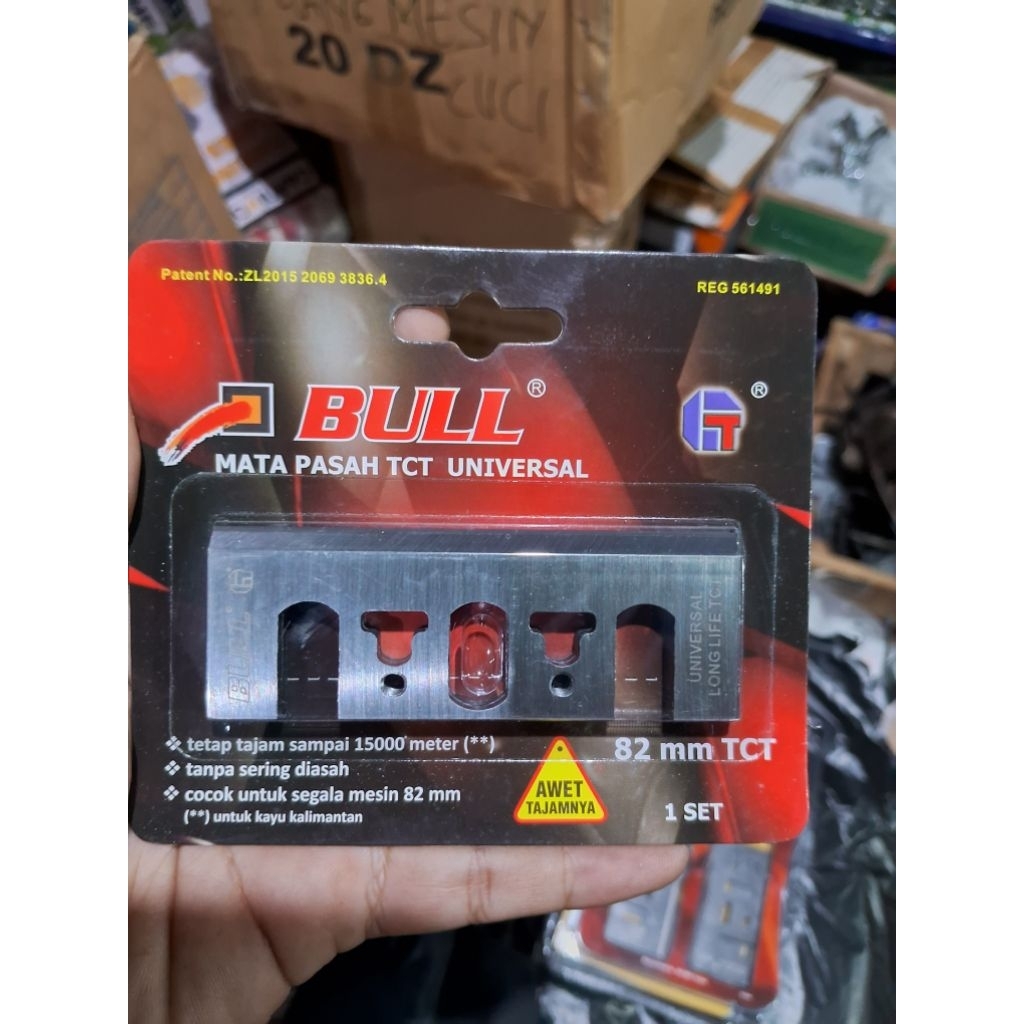 MESIN
20 DZ
CUCI
Patent No.:ZL2015 2069 3836.4
REG 561491
BULL®
T ®
MATA PASAH TCT UNIVERSAL
BULL®
UNIVERSAL
LONG LIFE TCT
❖ tetap tajam sampai 15000 meter (**)
❖ tanpa sering diasah
❖ cocok untuk segala mesin 82 mm
(**) untuk kayu kalimantan
AWET
TAJAMNYA
82 mm TCT
1 SET